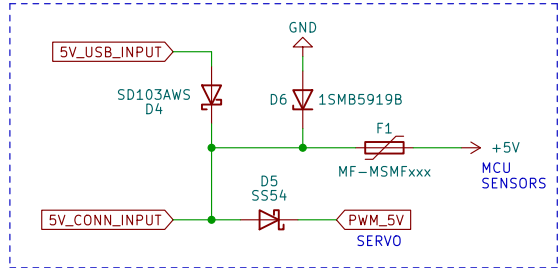 GND
5V_USB_INPUT
SD103AWS
D4
D6
1SMB5919B
F1
+5V
MF-MSMFxxx
MCU
SENSORS
D5
SS54
5V_CONN_INPUT
PWM_5V
SERVO